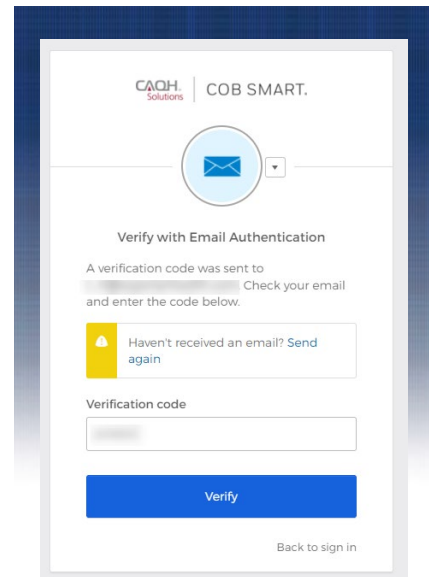 CAQH.
Solutions
COB SMART.
Verify with Email Authentication
A verification code was sent to
Check your email
and enter the code below.
Haven't received an email? Send
again
Verification code
Verify
Back to sign in